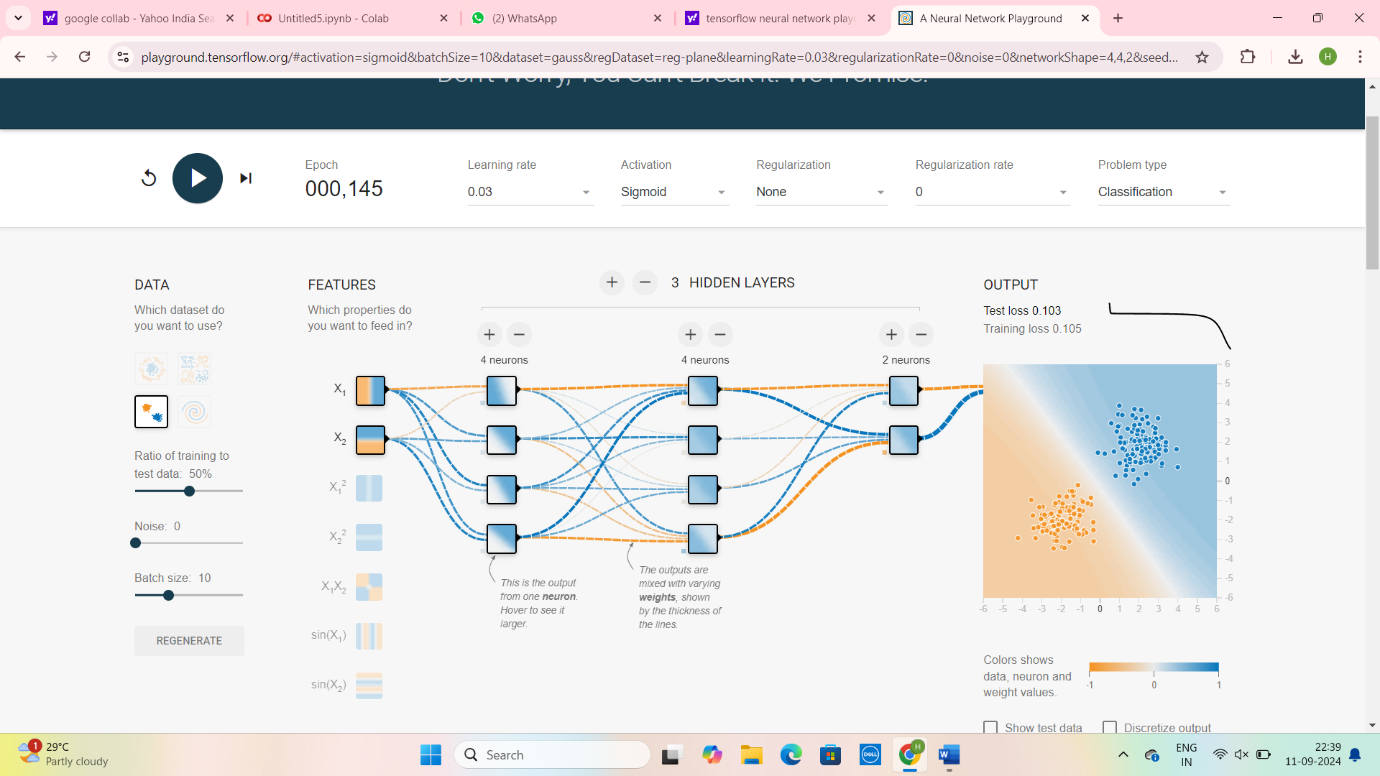 google collab - Yahoo India Sea
Untitled5.ipynb - Colab
(2) WhatsApp
tensorflow neural network play
A Neural Network Playground
playground.tensorflow.org/#activation=sigmoid&batchSize=10&dataset=gauss&regDataset=reg-plane&learningRate=0.03&regularizationRate=0&noise=0&networkShape=4,4,2&seed...
H
Don't Worry, You Can't Break It. We Promise.
Epoch
000,145
Learning rate
0.03
Activation
Sigmoid
Regularization
None
Regularization rate
0
Problem type
Classification
DATA
Which dataset do
you want to use?
Ratio of training to
test data: 50%
Noise: 0
Batch size: 10
REGENERATE
FEATURES
Which properties do
you want to feed in?
X₁
X₂
X₁²
X₂²
X₁X₂
sin(X₁)
sin(X₂)
+ − 3 HIDDEN LAYERS
+ −
4 neurons
+ −
4 neurons
+ −
2 neurons
This is the output
from one neuron.
Hover to see it
larger.
The outputs are
mixed with varying
weights, shown
by the thickness of
the lines.
OUTPUT
Test loss 0.103
Training loss 0.105
6
5
4
3
2
1
0
-1
-2
-3
-4
-5
-6
-6 -5 -4 -3 -2 -1 0 1 2 3 4 5 6
Colors shows
data, neuron and
weight values.
-1 0 1
Show test data
Discretize output
1
29°C
Partly cloudy
Search
DELL
H
W
ENG
IN
22:39
11-09-2024